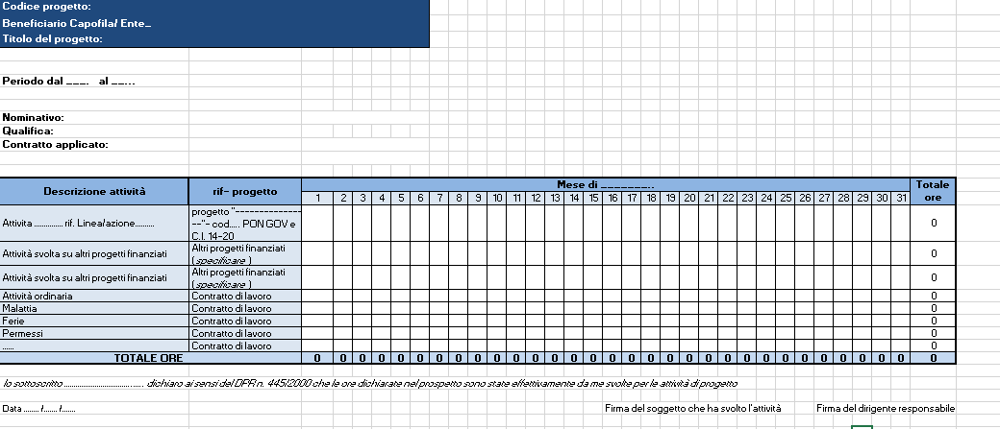 Codice progetto:
Beneficiario Capofila/ Ente_
Titolo del progetto:
Periodo dal ____. al __...
Nominativo:
Qualifica:
Contratto applicato:
Descrizione attività rif- progetto Mese di ________.. Totale ore
1 2 3 4 5 6 7 8 9 10 11 12 13 14 15 16 17 18 19 20 21 22 23 24 25 26 27 28 29 30 31
Attivita .............. rif. Linea/azione......... progetto "---------------
--"- cod..... PON GOV e
C.I. 14-20 0
Attività svolta su altri progetti finanziati Altri progetti finanziati
(specificare ) 0
Attività svolta su altri progetti finanziati Altri progetti finanziati
(specificare ) 0
Attività ordinaria Contratto di lavoro 0
Malattia Contratto di lavoro 0
Ferie Contratto di lavoro 0
Permessi Contratto di lavoro 0
...... Contratto di lavoro 0
TOTALE ORE 0 0 0 0 0 0 0 0 0 0 0 0 0 0 0 0 0 0 0 0 0 0 0 0 0 0 0 0 0 0 0 0
Io sottoscritto ....................................... dichiaro ai sensi del DPR n. 445/2000 che le ore dichiarate nel prospetto sono state effettivamente da me svolte per le attività di progetto
Data ......../......../....... Firma del soggetto che ha svolto l'attività Firma del dirigente responsabile